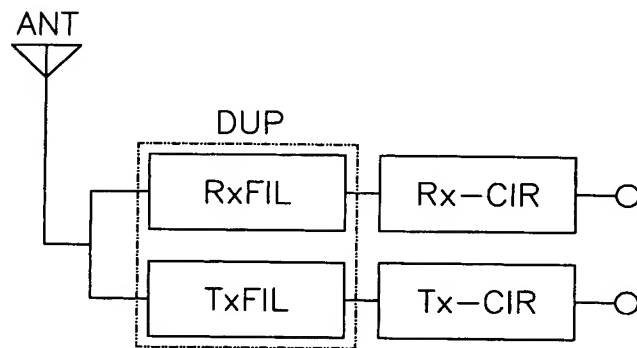 ANT
DUP
RxFIL
Rx-CIR
TxFIL
Tx-CIR